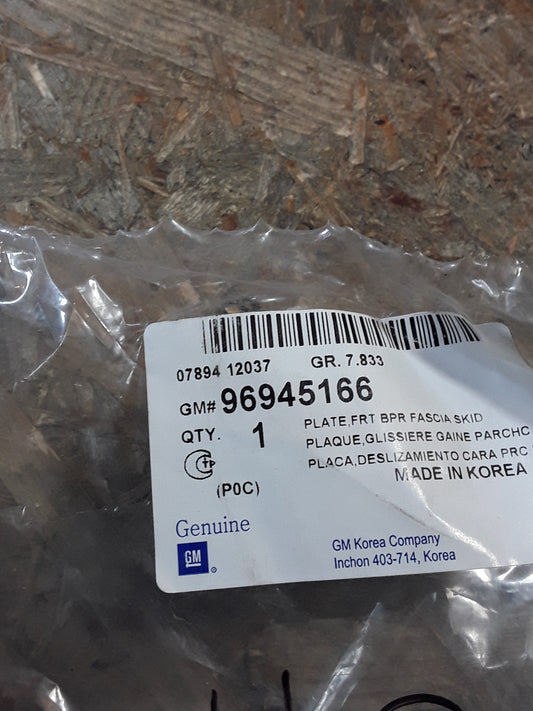 07894 12037 GR. 7.833
GM# 96945166
QTY. 1
PLATE,FRT BPR FASCIA SKID
PLAQUE,GLISSIERE GAINE PARCHC
PLACA,DESLIZAMIENTO CARA PRC
MADE IN KOREA
(P0C)
Genuine
GM
GM Korea Company
Inchon 403-714, Korea